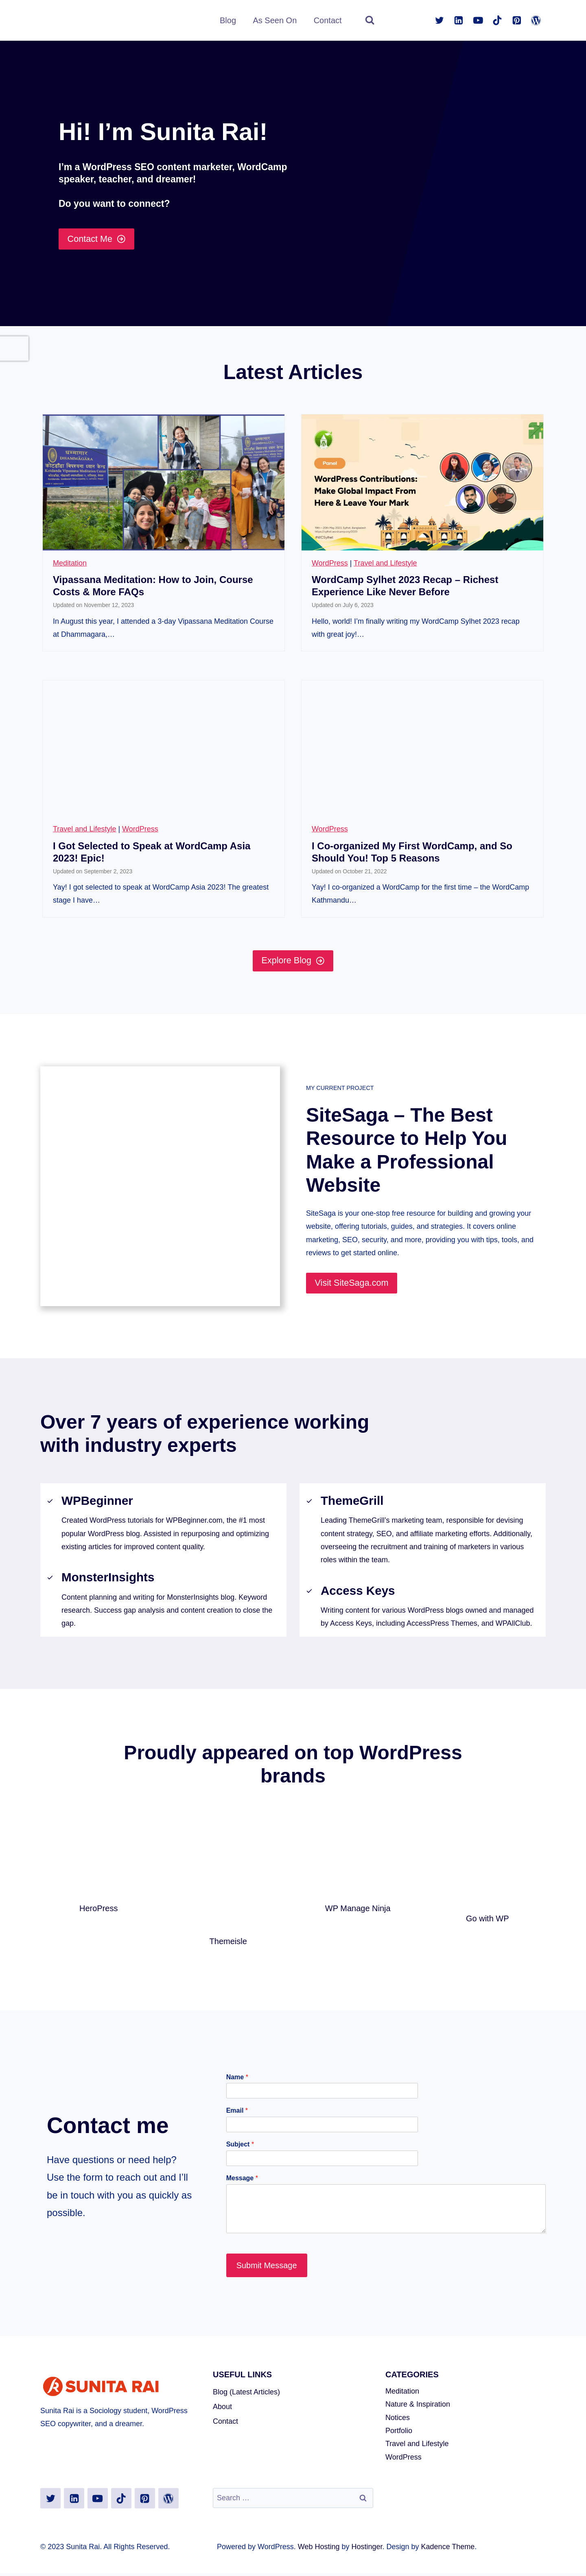 Blog
As Seen On
Contact
Hi! I'm Sunita Rai!
I'm a WordPress SEO content marketer, WordCamp
speaker, teacher, and dreamer!
Do you want to connect?
Contact Me
Latest Articles
Panel
WordPress Contributions:
Make Global Impact From
Here & Leave Your Mark
Meditation
Vipassana Meditation: How to Join, Course
Costs & More FAQs
Updated on November 12, 2023
In August this year, I attended a 3-day Vipassana Meditation Course
at Dhammagara,…
WordPress | Travel and Lifestyle
WordCamp Sylhet 2023 Recap – Richest
Experience Like Never Before
Updated on July 6, 2023
Hello, world! I'm finally writing my WordCamp Sylhet 2023 recap
with great joy!…
Travel and Lifestyle | WordPress
I Got Selected to Speak at WordCamp Asia
2023! Epic!
Updated on September 2, 2023
Yay! I got selected to speak at WordCamp Asia 2023! The greatest
stage I have…
WordPress
I Co-organized My First WordCamp, and So
Should You! Top 5 Reasons
Updated on October 21, 2022
Yay! I co-organized a WordCamp for the first time – the WordCamp
Kathmandu…
Explore Blog
MY CURRENT PROJECT
SiteSaga – The Best
Resource to Help You
Make a Professional
Website
SiteSaga is your one-stop free resource for building and growing your
website, offering tutorials, guides, and strategies. It covers online
marketing, SEO, security, and more, providing you with tips, tools, and
reviews to get started online.
Visit SiteSaga.com
Over 7 years of experience working
with industry experts
WPBeginner
Created WordPress tutorials for WPBeginner.com, the #1 most
popular WordPress blog. Assisted in repurposing and optimizing
existing articles for improved content quality.
MonsterInsights
Content planning and writing for MonsterInsights blog. Keyword
research. Success gap analysis and content creation to close the
gap.
ThemeGrill
Leading ThemeGrill's marketing team, responsible for devising
content strategy, SEO, and affiliate marketing efforts. Additionally,
overseeing the recruitment and training of marketers in various
roles within the team.
Access Keys
Writing content for various WordPress blogs owned and managed
by Access Keys, including AccessPress Themes, and WPAllClub.
Proudly appeared on top WordPress
brands
HeroPress
Themeisle
WP Manage Ninja
Go with WP
Contact me
Have questions or need help?
Use the form to reach out and I'll
be in touch with you as quickly as
possible.
Name *
Email *
Subject *
Message *
Submit Message
SUNITA RAI
Sunita Rai is a Sociology student, WordPress
SEO copywriter, and a dreamer.
USEFUL LINKS
Blog (Latest Articles)
About
Contact
CATEGORIES
Meditation
Nature & Inspiration
Notices
Portfolio
Travel and Lifestyle
WordPress
Search …
© 2023 Sunita Rai. All Rights Reserved.
Powered by WordPress. Web Hosting by Hostinger. Design by Kadence Theme.